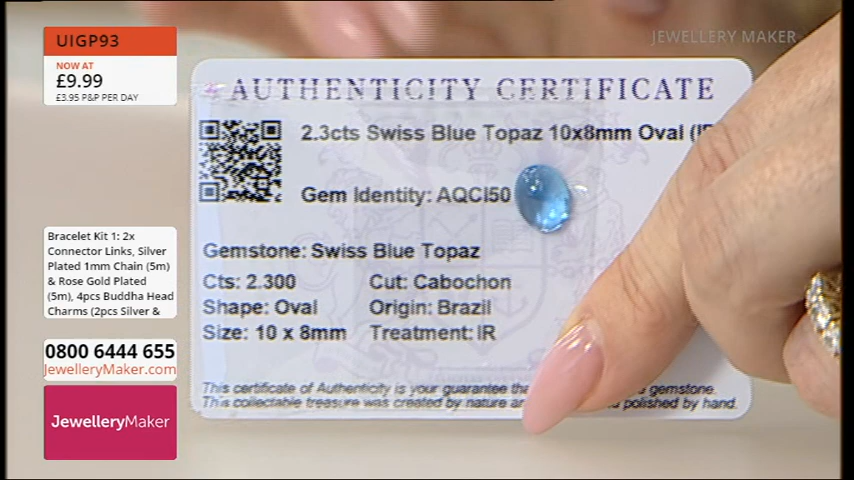 UIGP93
NOW AT
£9.99
£3.95 P&P PER DAY
JEWELLERY MAKER
AUTHENTICITY CERTIFICATE
2.3cts Swiss Blue Topaz 10x8mm Oval
Gem Identity: AQCI50
Gemstone: Swiss Blue Topaz
Cts: 2.300 Cut: Cabochon
Shape: Oval Origin: Brazil
Size: 10 x 8mm Treatment: IR
This certificate of Authenticity is your guarantee gemstone.
This collectable treasure was created by nature polished by hand.
Bracelet Kit 1: 2x
Connector Links, Silver
Plated 1mm Chain (5m)
& Rose Gold Plated
(5m), 4pcs Buddha Head
Charms (2pcs Silver &
0800 6444 655
JewelleryMaker.com
JewelleryMaker